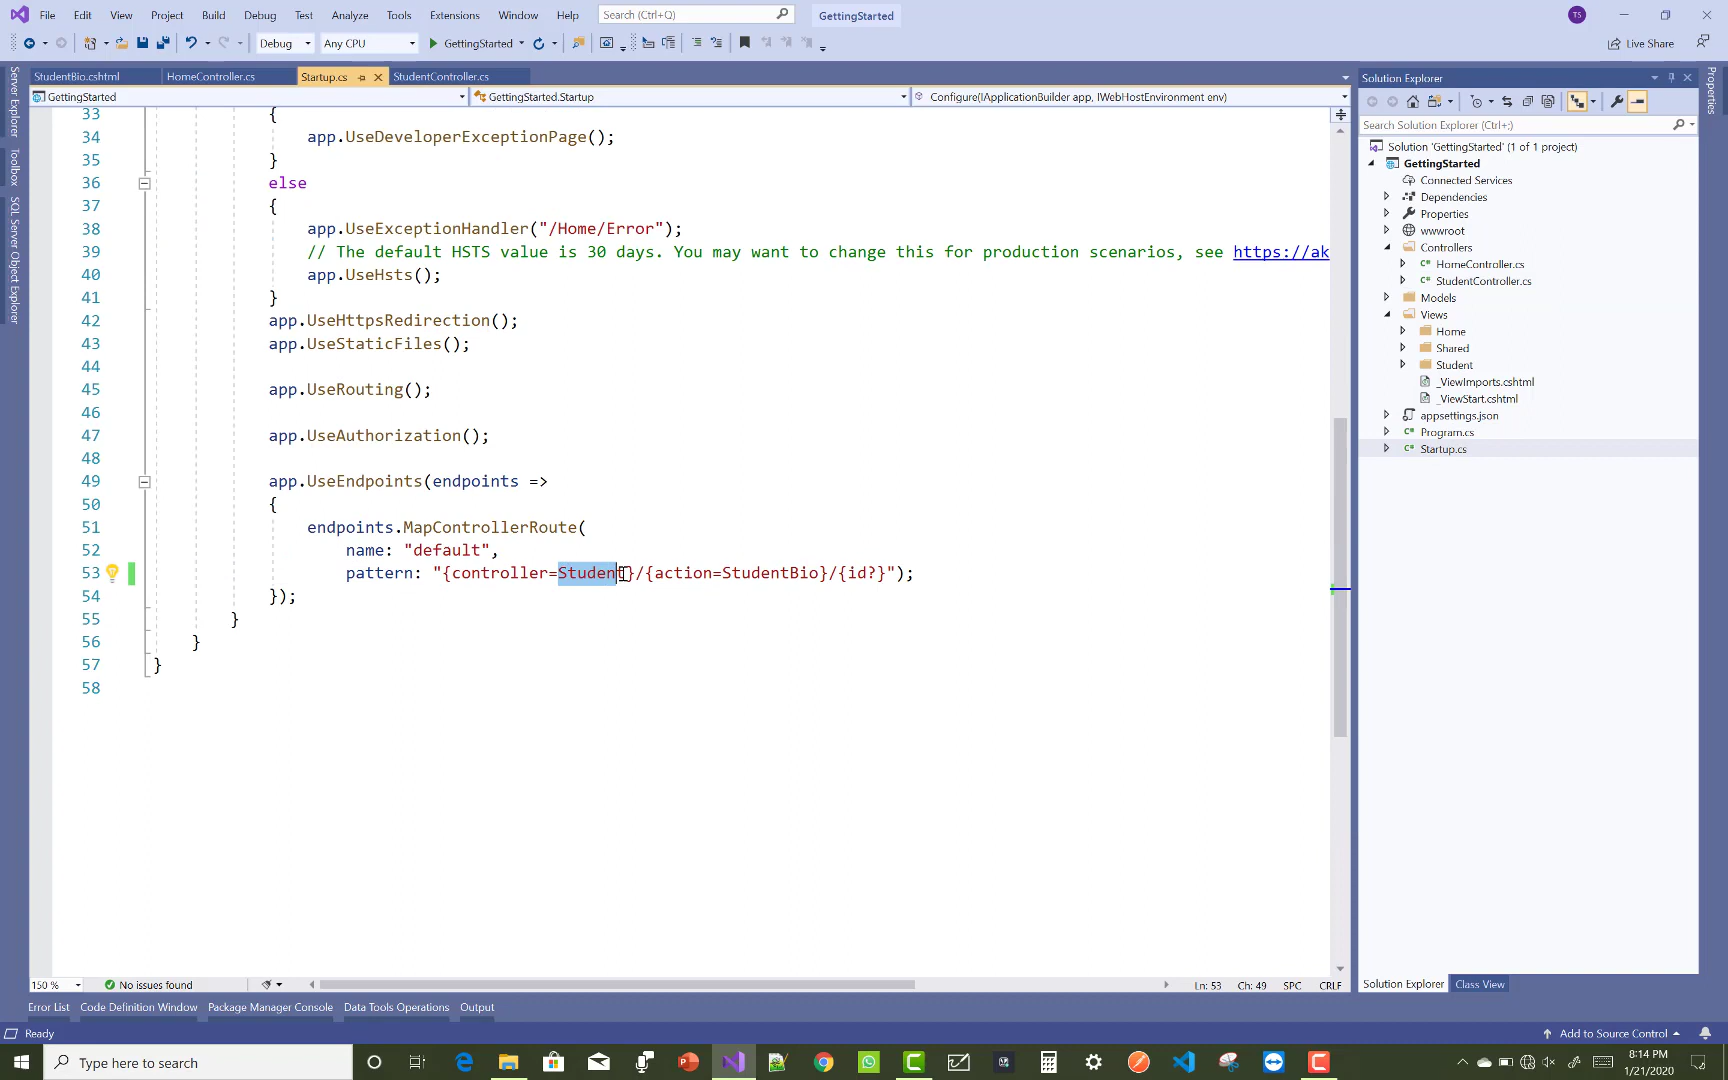 File Edit View Project Build Debug Test Analyze Tools Extensions Window Help Search (Ctrl+Q) GettingStarted TS
Debug Any CPU GettingStarted Live Share
StudentBio.cshtml HomeController.cs Startup.cs StudentController.cs
GettingStarted GettingStarted.Startup Configure(IApplicationBuilder app, IWebHostEnvironment env)
Server Explorer
Toolbox
SQL Server Object Explorer
33 {
34 app.UseDeveloperExceptionPage();
35 }
36 else
37 {
38 app.UseExceptionHandler("/Home/Error");
39 // The default HSTS value is 30 days. You may want to change this for production scenarios, see https://ak
40 app.UseHsts();
41 }
42 app.UseHttpsRedirection();
43 app.UseStaticFiles();
44
45 app.UseRouting();
46
47 app.UseAuthorization();
48
49 app.UseEndpoints(endpoints =>
50 {
51 endpoints.MapControllerRoute(
52 name: "default",
53 pattern: "{controller=Student}/{action=StudentBio}/{id?}");
54 });
55 }
56 }
57 }
58
150 % No issues found Ln: 53 Ch: 49 SPC CRLF
Solution Explorer
Search Solution Explorer (Ctrl+;)
Solution 'GettingStarted' (1 of 1 project)
GettingStarted
Connected Services
Dependencies
Properties
wwwroot
Controllers
C# HomeController.cs
C# StudentController.cs
Models
Views
Home
Shared
Student
_ViewImports.cshtml
_ViewStart.cshtml
appsettings.json
C# Program.cs
C# Startup.cs
Solution Explorer Class View
Properties
Error List Code Definition Window Package Manager Console Data Tools Operations Output
Ready Add to Source Control
Type here to search
8:14 PM
1/21/2020